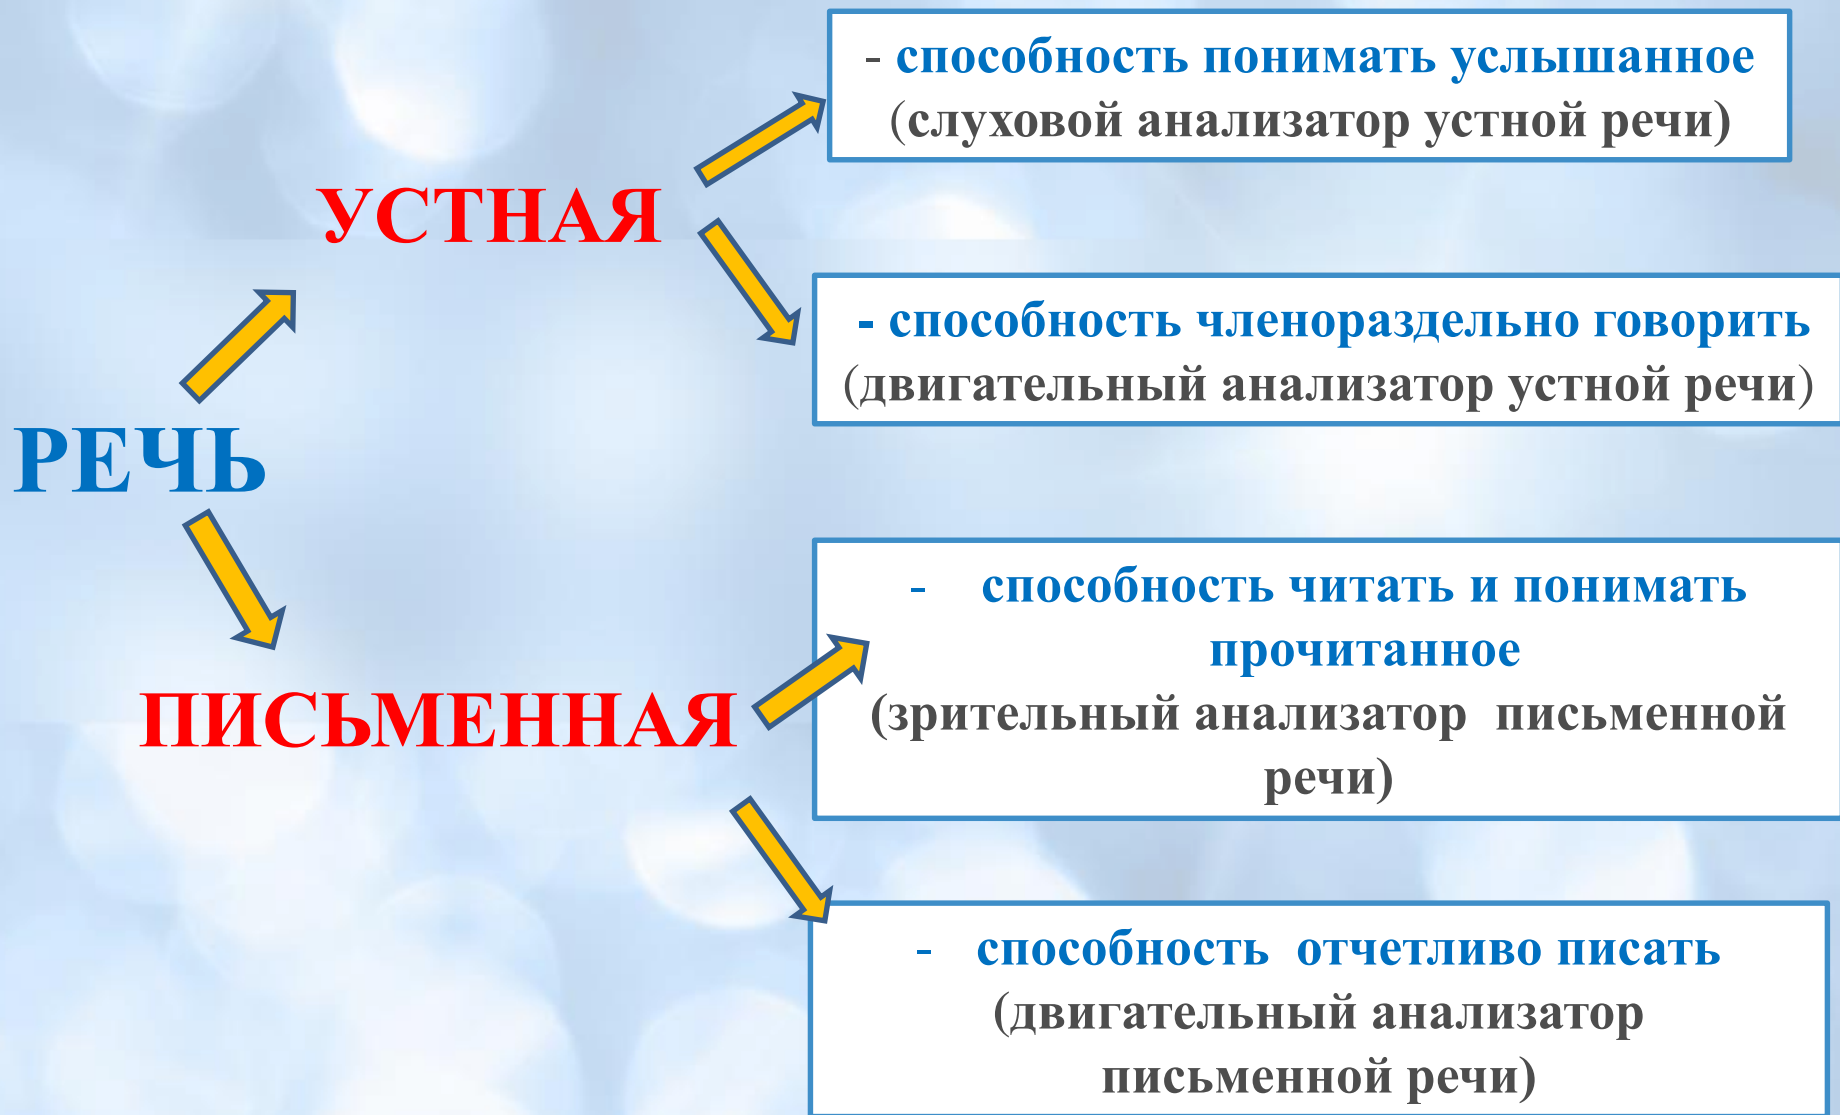 - способность понимать услышанное
(слуховой анализатор устной речи)
УСТНАЯ
- способность членораздельно говорить
(двигательный анализатор устной речи)
РЕЧЬ
- способность читать и понимать
прочитанное
(зрительный анализатор письменной
речи)
ПИСЬМЕННАЯ
- способность отчетливо писать
(двигательный анализатор
письменной речи)